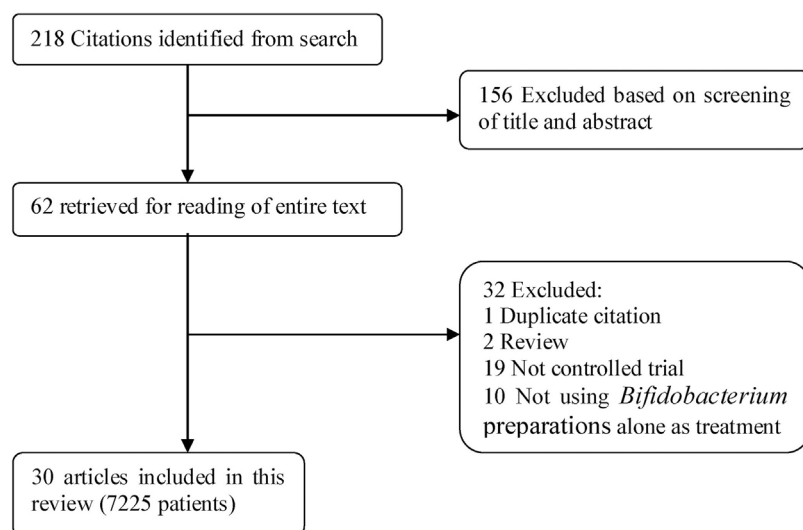 218 Citations identified from search
156 Excluded based on screening
of title and abstract
62 retrieved for reading of entire text
32 Excluded:
1 Duplicate citation
2 Review
19 Not controlled trial
10 Not using Bifidobacterium
preparations alone as treatment
30 articles included in this
review (7225 patients)